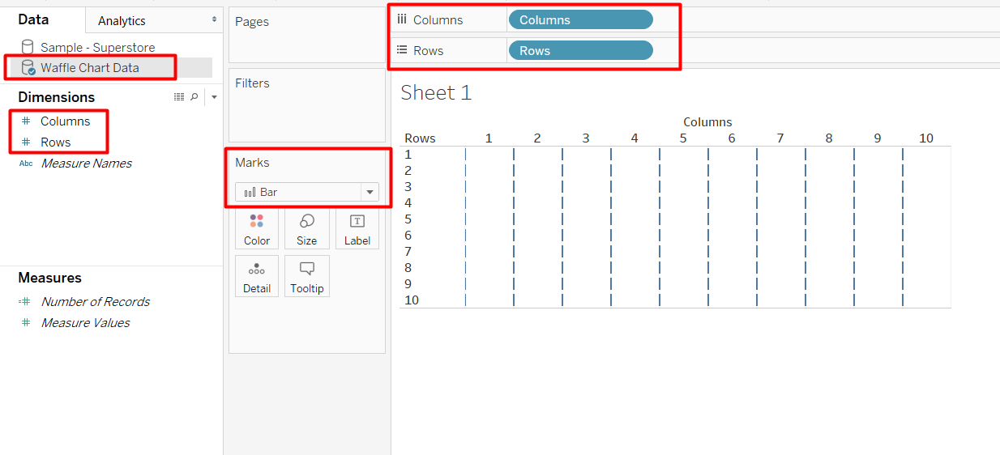 Data
Analytics
Sample - Superstore
Waffle Chart Data
Dimensions
Columns
Rows
Abc Measure Names
Measures
Number of Records
Measure Values
Pages
Filters
Marks
Bar
Color Size Label
Detail Tooltip
Columns Columns
Rows Rows
Sheet 1
Columns
Rows 1 2 3 4 5 6 7 8 9 10
1
2
3
4
5
6
7
8
9
10